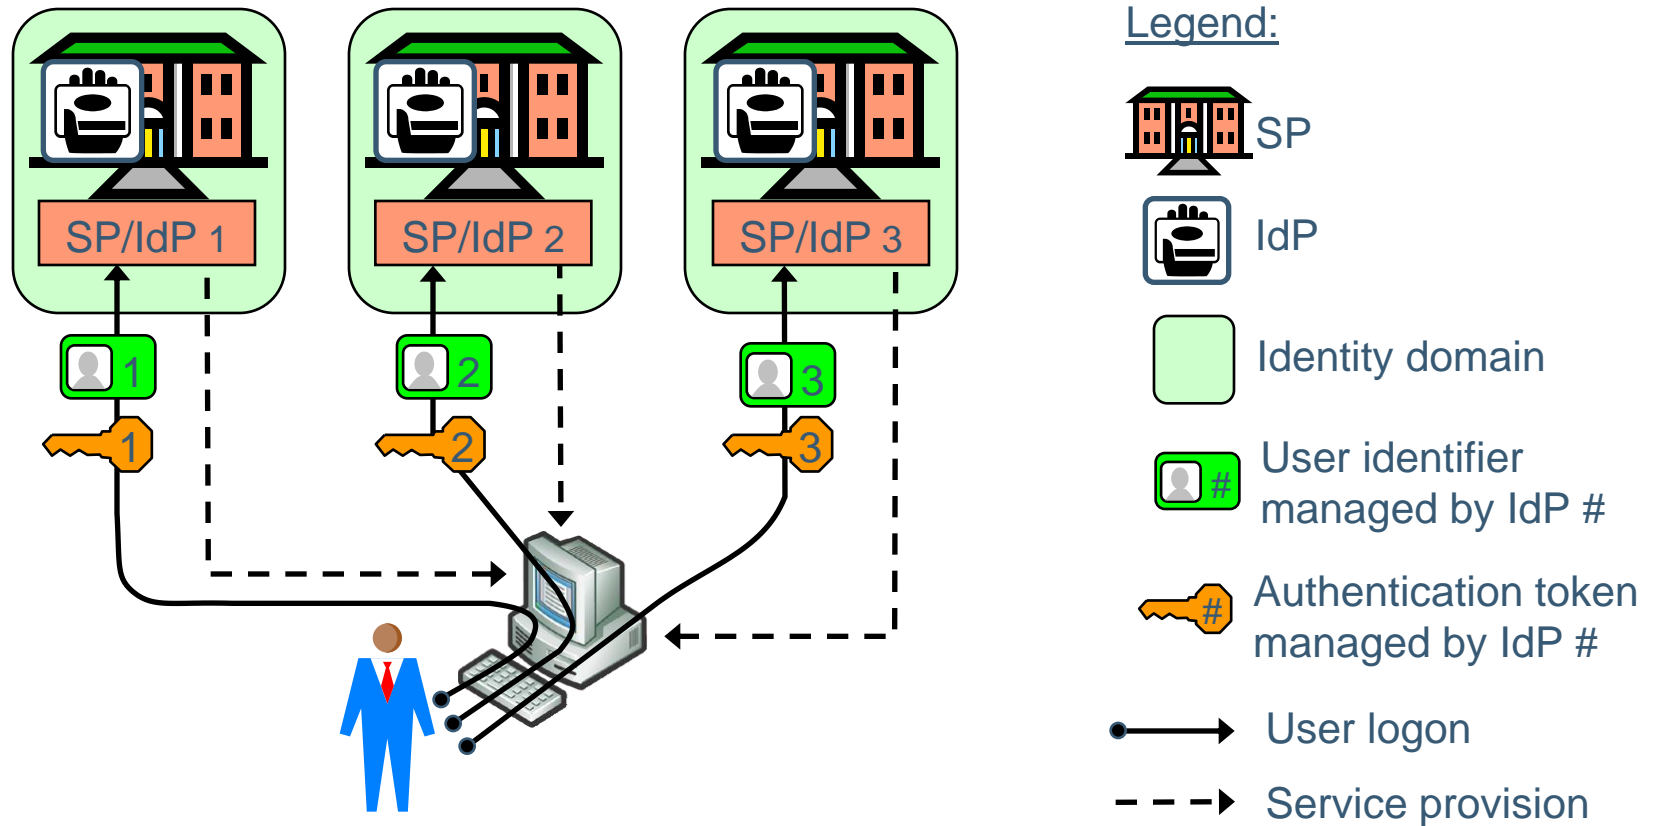 SP/IdP 1
SP/IdP 2
SP/IdP 3
1
2
3
1
2
3
Legend:
SP
IdP
Identity domain
#
User identifier
managed by IdP #
#
Authentication token
managed by IdP #
User logon
Service provision